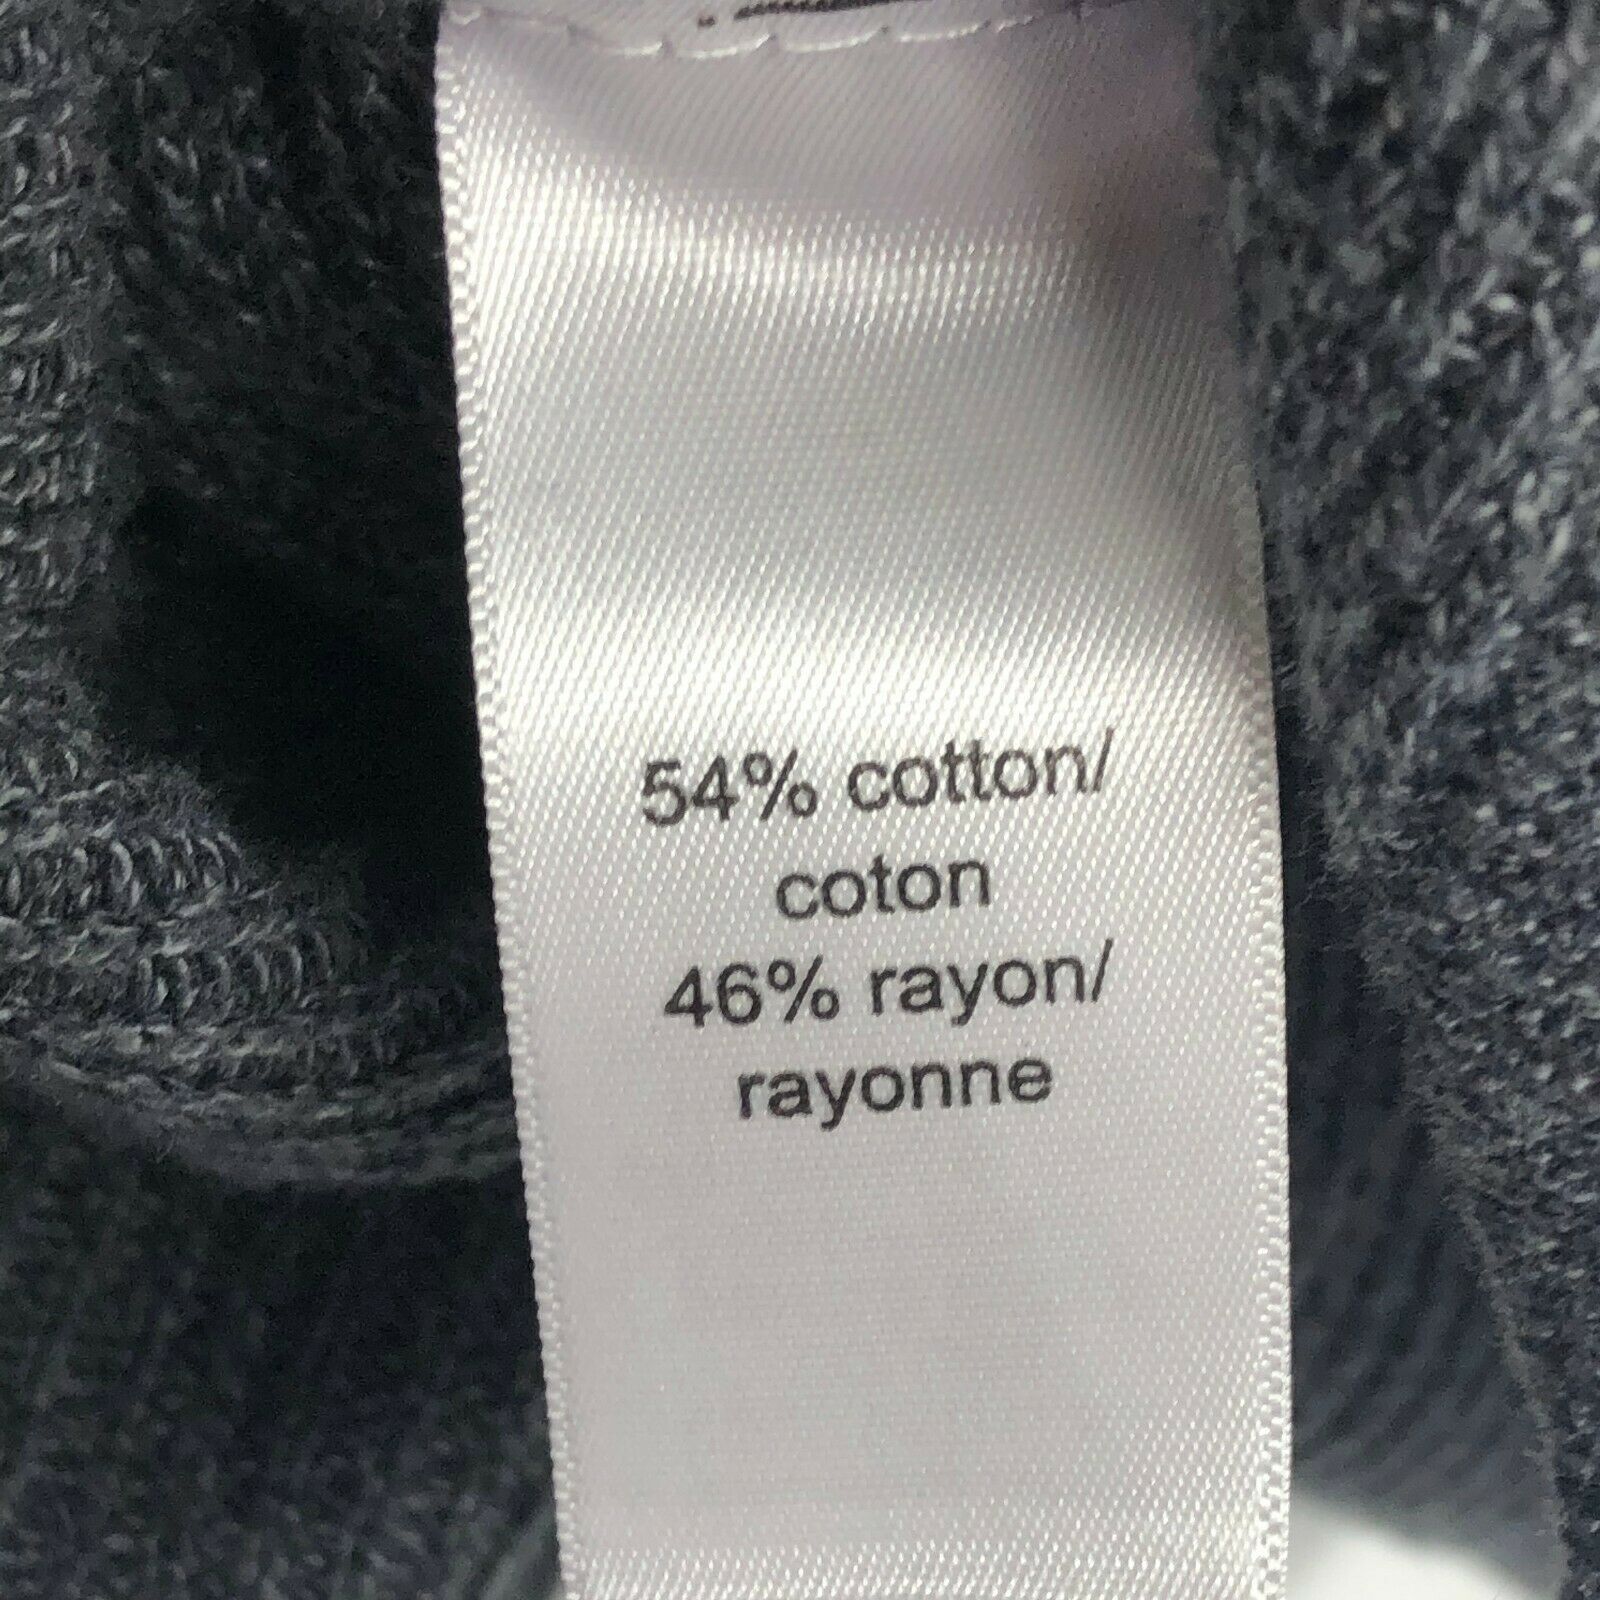 54% cotton/
coton
46% rayon/
rayonne